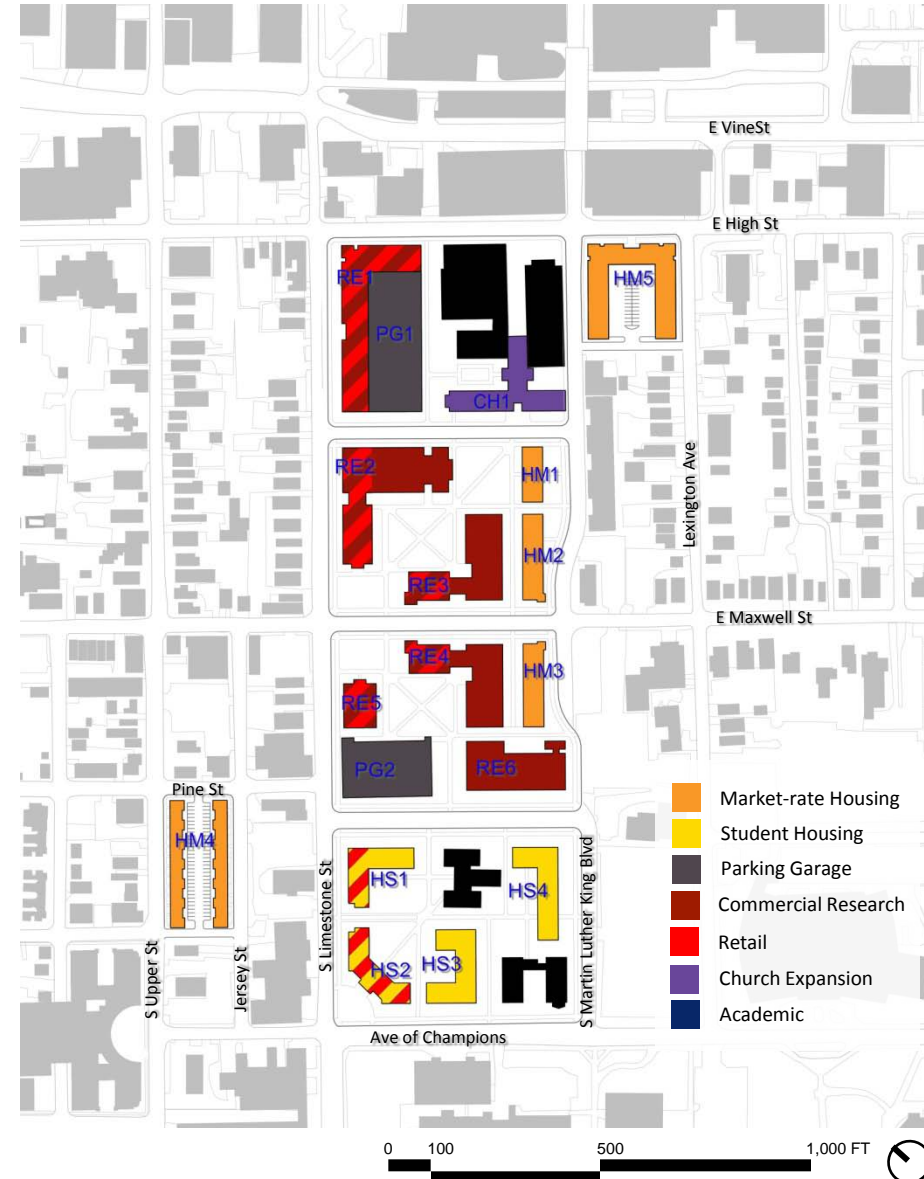 E VineSt
E High St
RE1
HM5
PG1
CH1
RE2
HM1
HM2
RE3
Lexington Ave
E Maxwell St
RE4
HM3
RE5
PG2
RE6
Pine St
HM4
Market-rate Housing
Student Housing
Parking Garage
Commercial Research
Retail
Church Expansion
Academic
HS1
HS4
HS2
HS3
S Limestone St
S Martin Luther King Blvd
S Upper St
Jersey St
Ave of Champions
0 100 500 1,000 FT